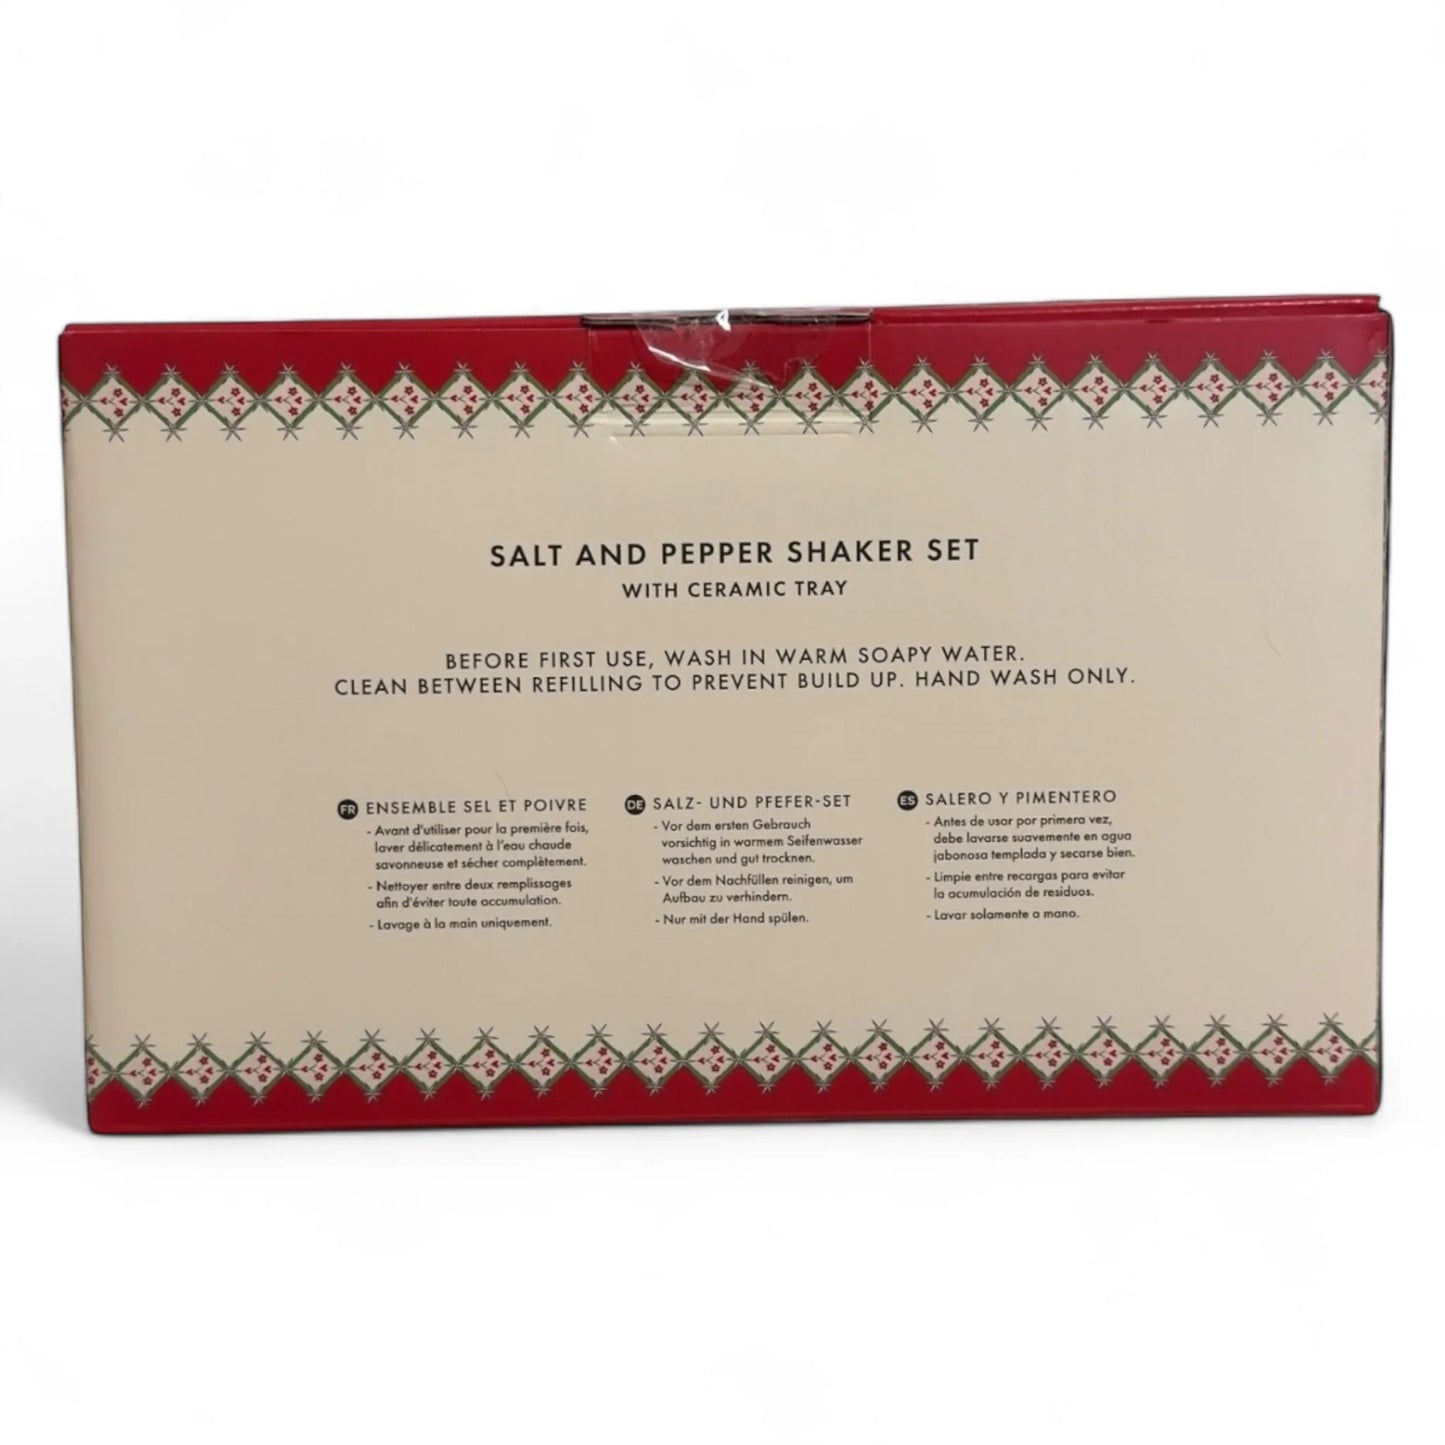 SALT AND PEPPER SHAKER SET
WITH CERAMIC TRAY
BEFORE FIRST USE, WASH IN WARM SOAPY WATER.
CLEAN BETWEEN REFILLING TO PREVENT BUILD UP. HAND WASH ONLY.
FR ENSEMBLE SEL ET POIVRE
- Avant d'utiliser pour la première fois,
laver délicatement à l'eau chaude
savonneuse et sécher complètement.
- Nettoyer entre deux remplissages
afin d'éviter toute accumulation.
- Lavage à la main uniquement.
DE SALZ- UND PFEFER-SET
- Vor dem ersten Gebrauch
vorsichtig in warmem Seifenwasser
waschen und gut trocknen.
- Vor dem Nachfüllen reinigen, um
Aufbau zu verhindern.
- Nur mit der Hand spülen.
ES SALERO Y PIMENTERO
- Antes de usar por primera vez,
debe lavarse suavemente en agua
jabonosa templada y secarse bien.
- Limpie entre recargas para evitar
la acumulación de residuos.
- Lavar solamente a mano.